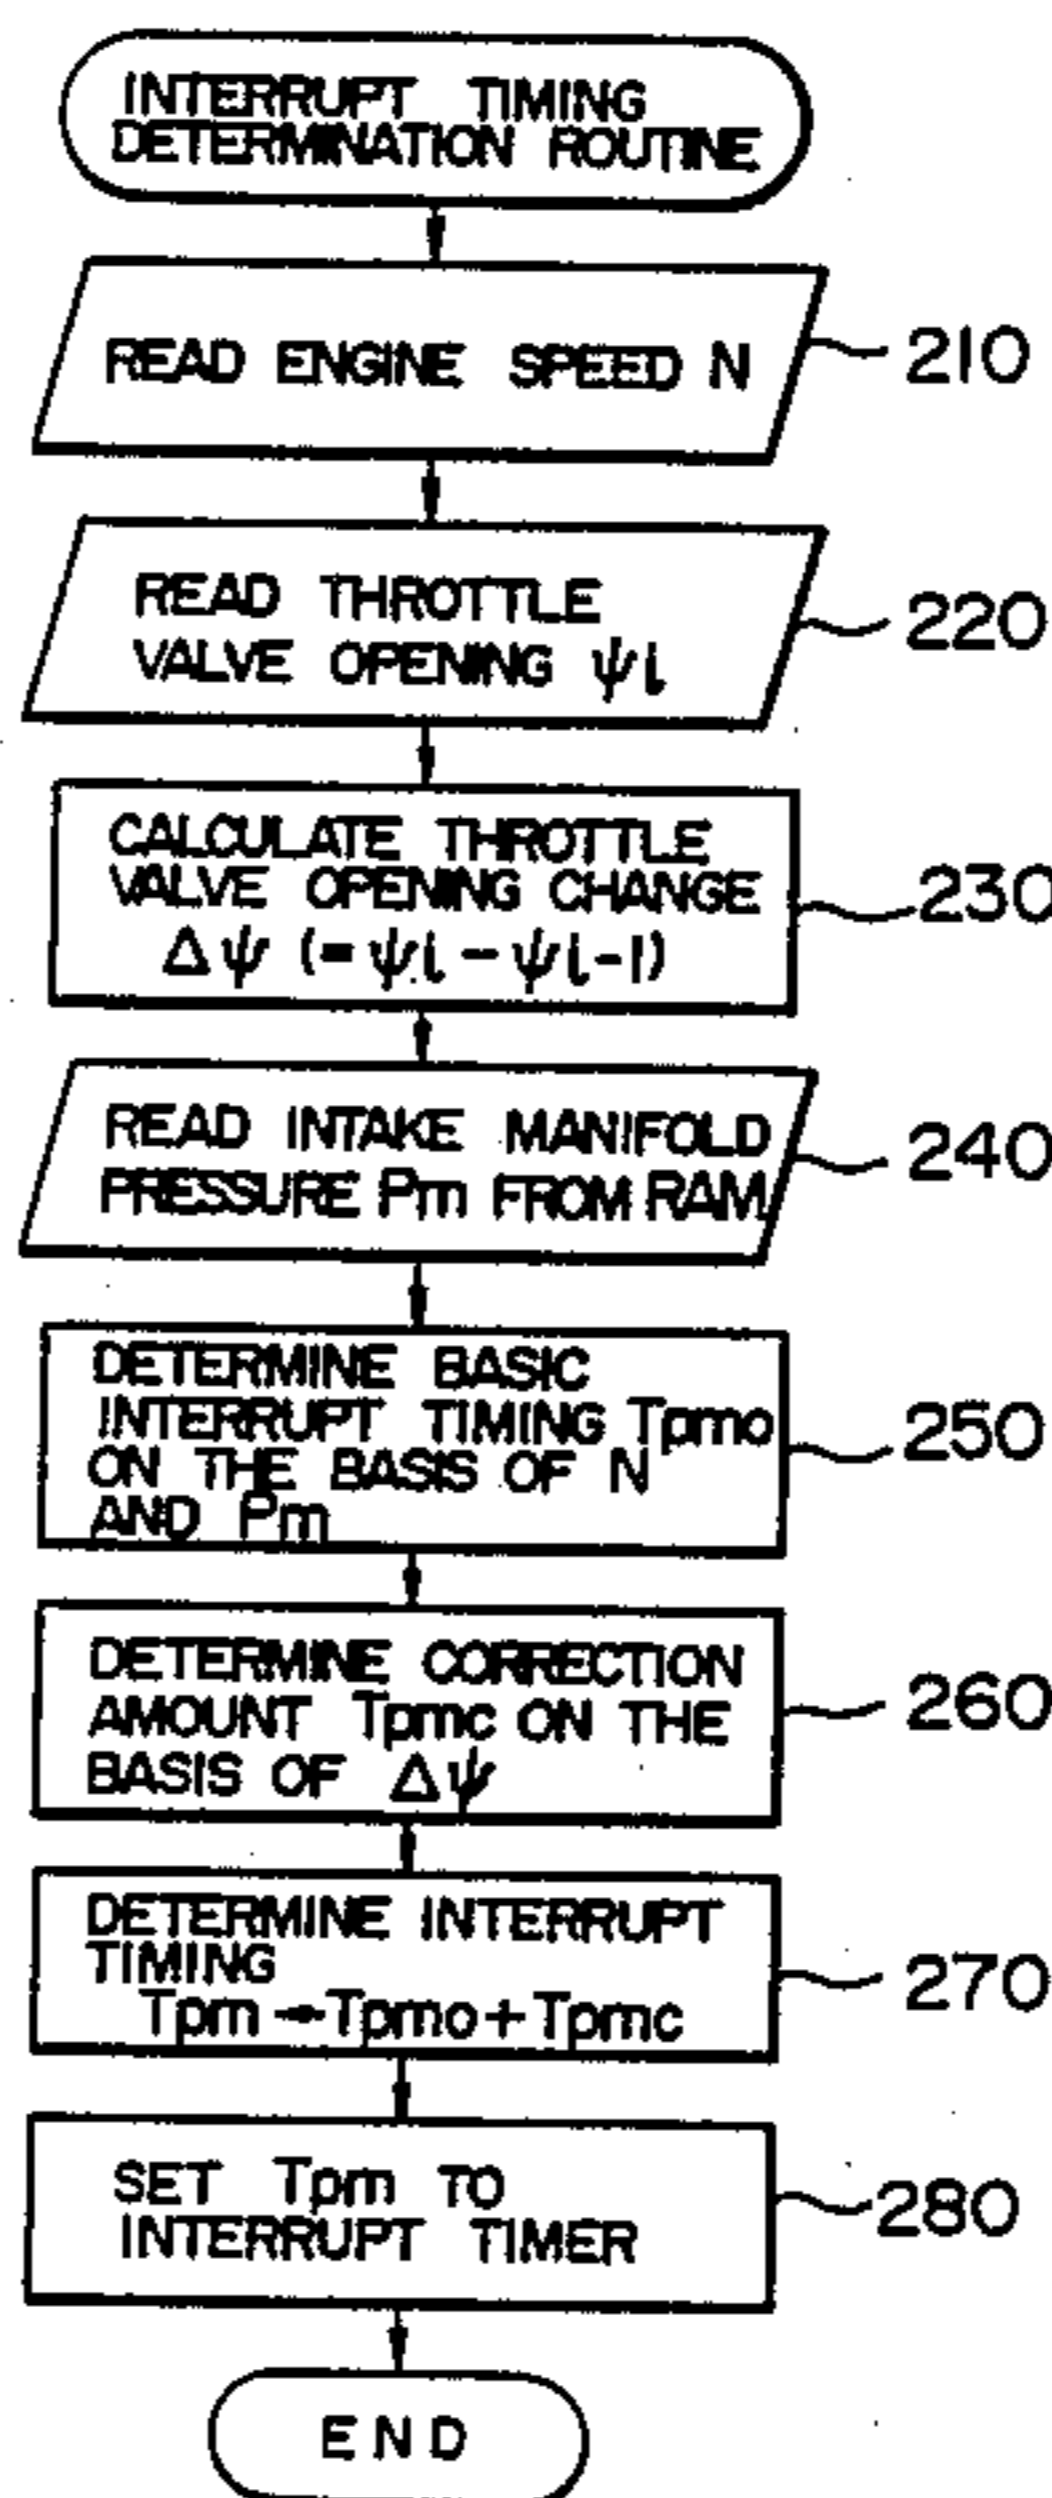 INTERRUPT TIMING
DETERMINATION ROUTINE
READ ENGINE SPEED N
210
READ THROTTLE
VALVE OPENING ψi
220
CALCULATE THROTTLE
VALVE OPENING CHANGE
Δψ (=ψi-ψi-1)
230
READ INTAKE MANIFOLD
PRESSURE Pm FROM RAM
240
DETERMINE BASIC
INTERRUPT TIMING Tpmo
ON THE BASIS OF N
AND Pm
250
DETERMINE CORRECTION
AMOUNT Tpmc ON THE
BASIS OF Δψ
260
DETERMINE INTERRUPT
TIMING
Tpm←Tpmo+Tpmc
270
SET Tpm TO
INTERRUPT TIMER
280
END